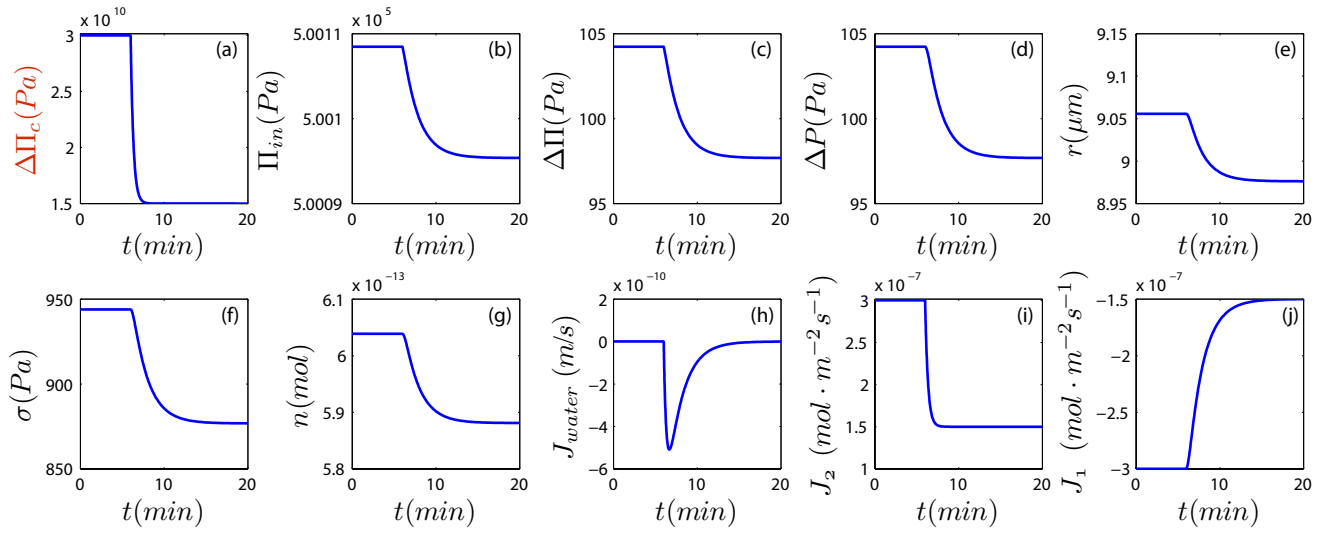 x 10^10
ΔΠ_c(Pa)
3
2.5
2
1.5
0
10
20
t(min)
(a)
x 10^5
Π_in(Pa)
5.0011
5.001
5.0009
0
10
20
t(min)
(b)
ΔΠ(Pa)
105
100
95
0
10
20
t(min)
(c)
ΔP(Pa)
105
100
95
0
10
20
t(min)
(d)
r(μm)
9.15
9.1
9.05
9
8.95
0
10
20
t(min)
(e)
σ(Pa)
950
900
850
0
10
20
t(min)
(f)
x 10^−13
n(mol)
6.1
6
5.9
5.8
0
10
20
t(min)
(g)
x 10^−10
J_water (m/s)
2
0
−2
−4
−6
0
10
20
t(min)
(h)
x 10^−7
J_2 (mol · m^−2 s^−1)
3
2.5
2
1.5
1
0
10
20
t(min)
(i)
x 10^−7
J_1 (mol · m^−2 s^−1)
−1.5
−2
−2.5
−3
0
10
20
t(min)
(j)